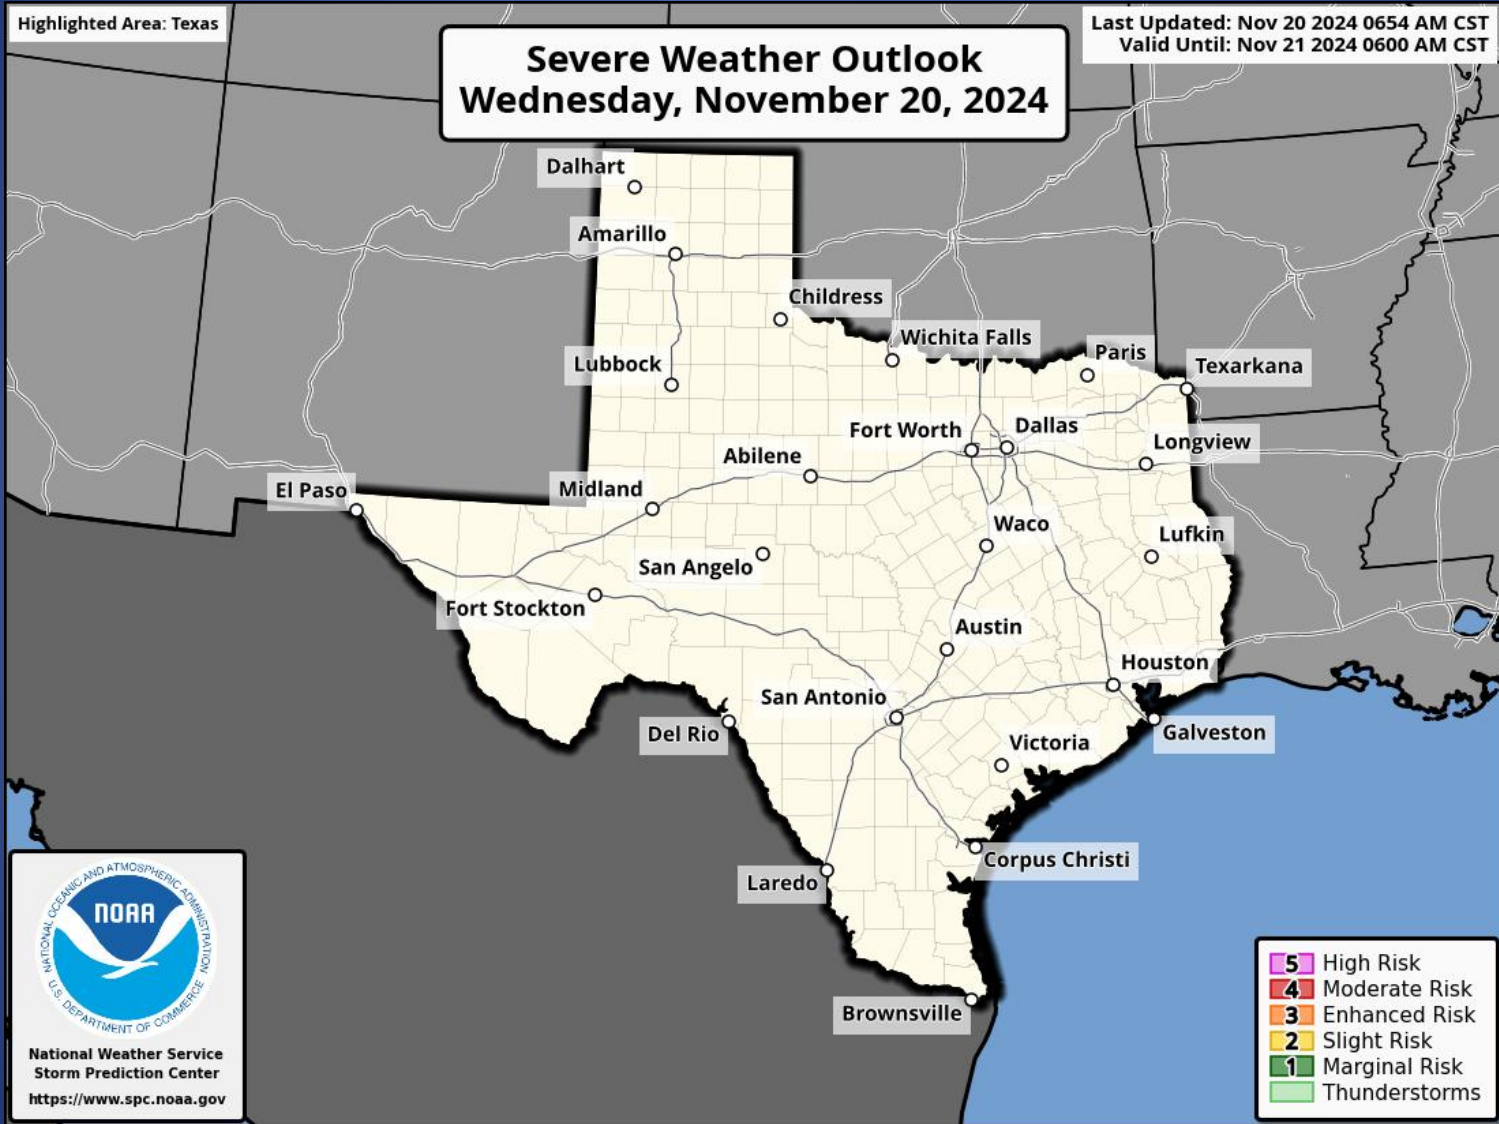 Highlighted Area: Texas
Severe Weather Outlook
Wednesday, November 20, 2024
Last Updated: Nov 20 2024 0654 AM CST
Valid Until: Nov 21 2024 0600 AM CST
Dalhart
Amarillo
Childress
Wichita Falls
Paris
Texarkana
Lubbock
Fort Worth
Dallas
Longview
Abilene
Midland
El Paso
Waco
Lufkin
San Angelo
Fort Stockton
Austin
Houston
San Antonio
Del Rio
Galveston
Victoria
Corpus Christi
Laredo
Brownsville
NATIONAL OCEANIC AND ATMOSPHERIC ADMINISTRATION
NOAA
U.S. DEPARTMENT OF COMMERCE
National Weather Service
Storm Prediction Center
https://www.spc.noaa.gov
5 High Risk
4 Moderate Risk
3 Enhanced Risk
2 Slight Risk
1 Marginal Risk
Thunderstorms